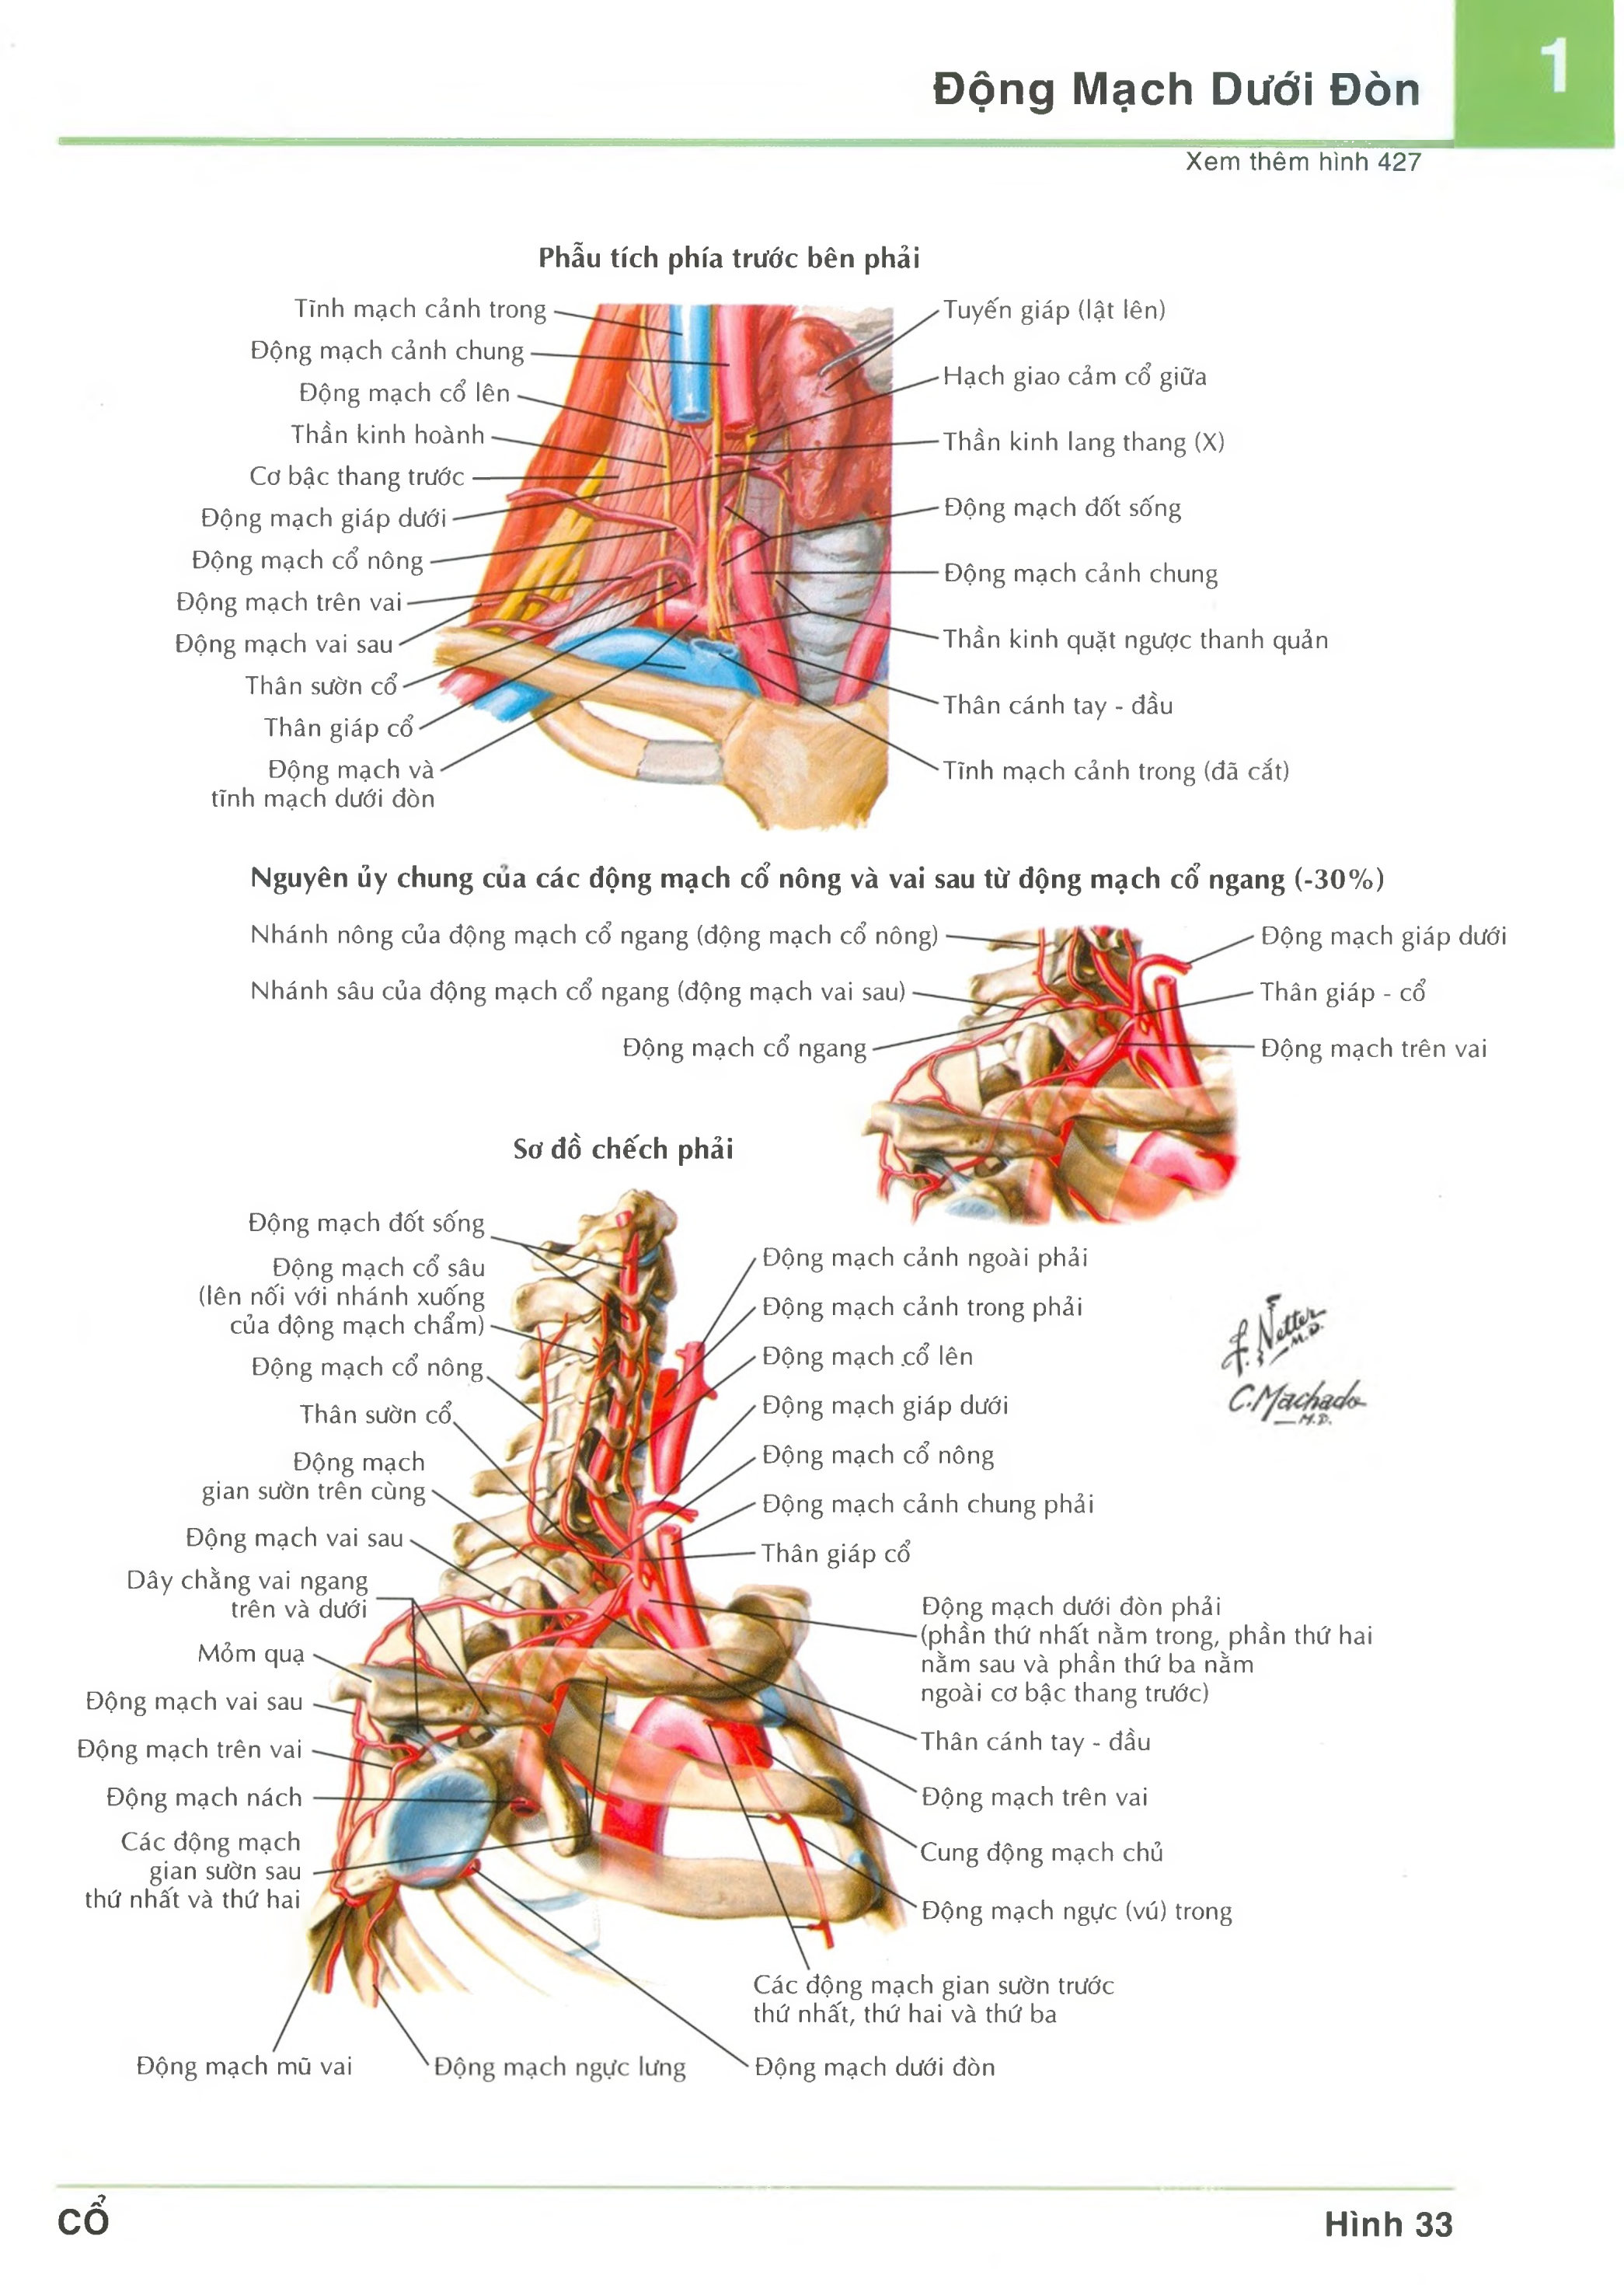 1
Động Mạch Dưới Đòn
Xem thêm hình 427
Phẫu tích phía trước bên phải
Tĩnh mạch cảnh trong
Động mạch cảnh chung
Động mạch cổ lên
Thần kinh hoành
Cơ bậc thang trước
Động mạch giáp dưới
Động mạch cổ nông
Động mạch trên vai
Động mạch vai sau
Thân sườn cổ
Thân giáp cổ
Động mạch và
tĩnh mạch dưới đòn
Tuyến giáp (lật lên)
Hạch giao cảm cổ giữa
Thần kinh lang thang (X)
Động mạch đốt sống
Động mạch cảnh chung
Thần kinh quặt ngược thanh quản
Thân cánh tay - đầu
Tĩnh mạch cảnh trong (đã cắt)
Nguyên ủy chung của các động mạch cổ nông và vai sau từ động mạch cổ ngang (-30%)
Nhánh nông của động mạch cổ ngang (động mạch cổ nông)
Nhánh sâu của động mạch cổ ngang (động mạch vai sau)
Động mạch cổ ngang
Động mạch giáp dưới
Thân giáp - cổ
Động mạch trên vai
Sơ đồ chếch phải
Động mạch đốt sống
Động mạch cổ sâu
(lên nối với nhánh xuống
của động mạch chẩm)
Động mạch cổ nông
Thân sườn cổ
Động mạch
gian sườn trên cùng
Động mạch vai sau
Dây chằng vai ngang
trên và dưới
Mỏm quạ
Động mạch vai sau
Động mạch trên vai
Động mạch nách
Các động mạch
gian sườn sau
thứ nhất và thứ hai
Động mạch mũ vai
Động mạch ngực lưng
Động mạch cảnh ngoài phải
Động mạch cảnh trong phải
Động mạch cổ lên
Động mạch giáp dưới
Động mạch cổ nông
Động mạch cảnh chung phải
Thân giáp cổ
Động mạch dưới đòn phải
(phần thứ nhất nằm trong, phần thứ hai
nằm sau và phần thứ ba nằm
ngoài cơ bậc thang trước)
Thân cánh tay - đầu
Động mạch trên vai
Cung động mạch chủ
Động mạch ngực (vú) trong
Các động mạch gian sườn trước
thứ nhất, thứ hai và thứ ba
Động mạch dưới đòn
F. Netter
M.D.
C.Machado
M.D.
CỔ
Hình 33